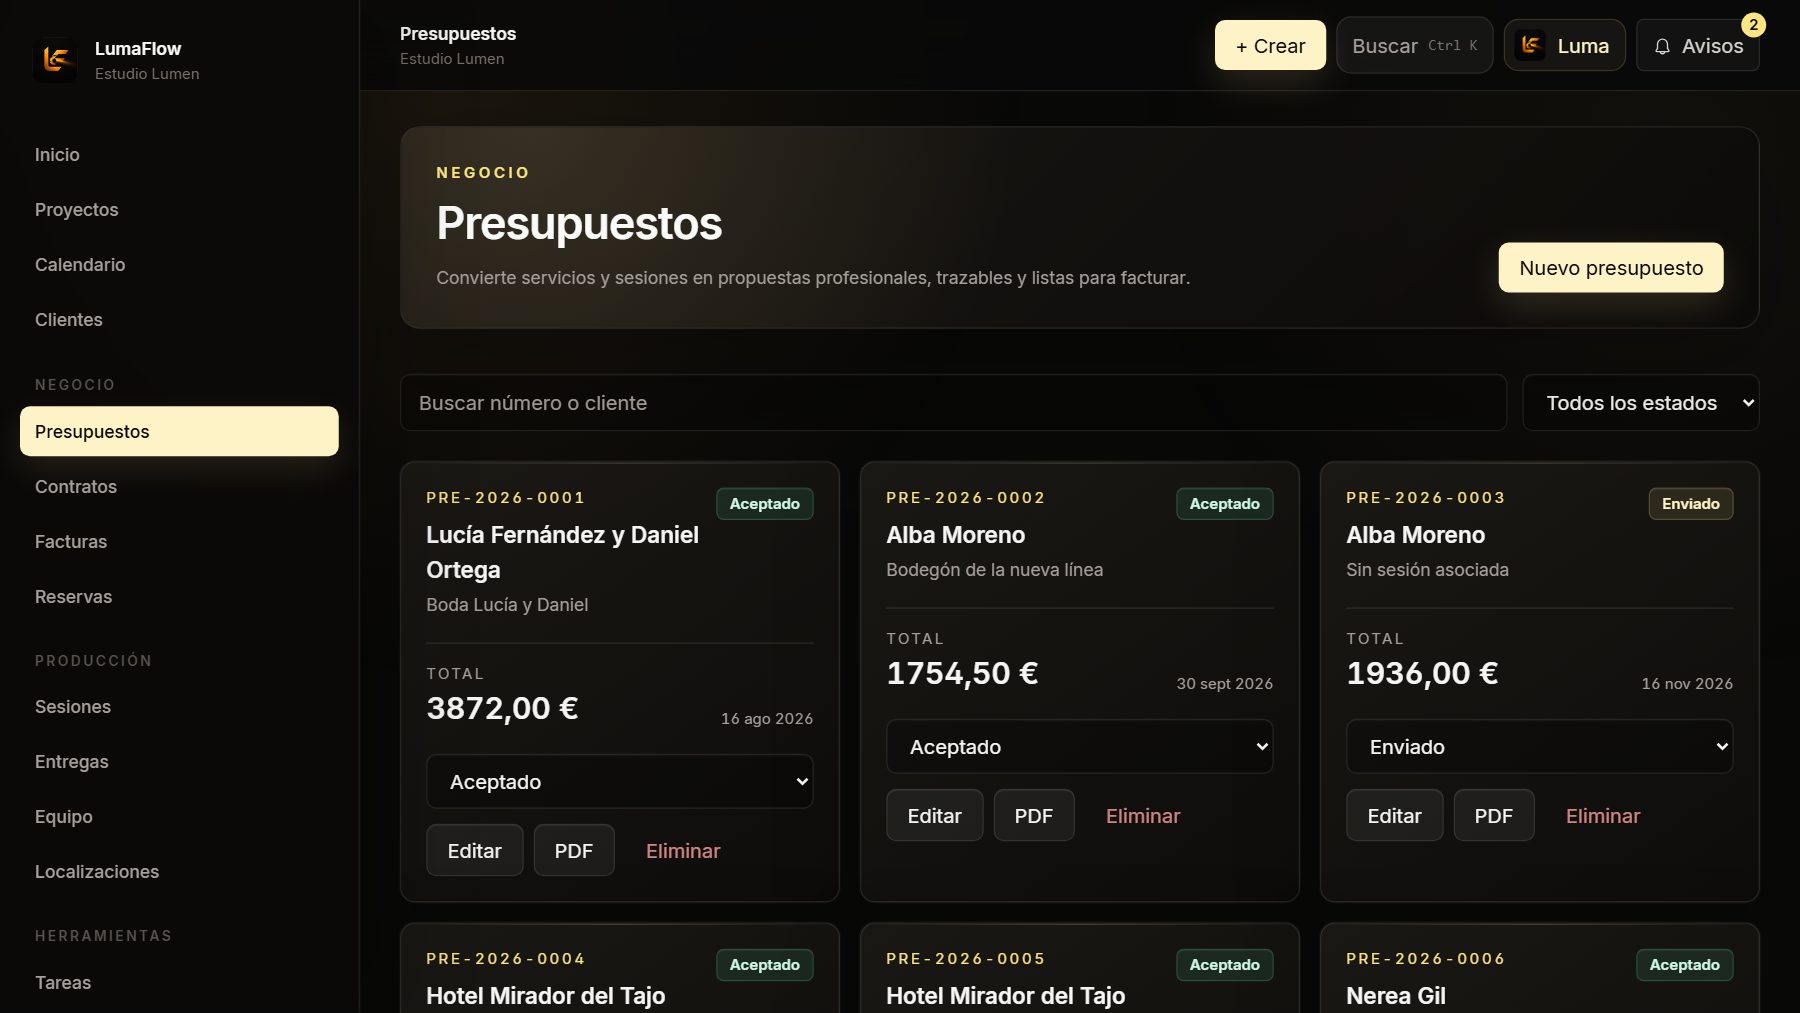 LumaFlow
Estudio Lumen
Inicio
Proyectos
Calendario
Clientes
NEGOCIO
Presupuestos
Contratos
Facturas
Reservas
PRODUCCIÓN
Sesiones
Entregas
Equipo
Localizaciones
HERRAMIENTAS
Tareas
Presupuestos
Estudio Lumen
+ Crear
Buscar Ctrl K
Luma
Avisos
2
NEGOCIO
Presupuestos
Convierte servicios y sesiones en propuestas profesionales, trazables y listas para facturar.
Nuevo presupuesto
Buscar número o cliente
Todos los estados
PRE-2026-0001
Aceptado
Lucía Fernández y Daniel
Ortega
Boda Lucía y Daniel
TOTAL
3872,00 €
16 ago 2026
Aceptado
Editar
PDF
Eliminar
PRE-2026-0002
Aceptado
Alba Moreno
Bodegón de la nueva línea
TOTAL
1754,50 €
30 sept 2026
Aceptado
Editar
PDF
Eliminar
PRE-2026-0003
Enviado
Alba Moreno
Sin sesión asociada
TOTAL
1936,00 €
16 nov 2026
Enviado
Editar
PDF
Eliminar
PRE-2026-0004
Aceptado
Hotel Mirador del Tajo
PRE-2026-0005
Aceptado
Hotel Mirador del Tajo
PRE-2026-0006
Aceptado
Nerea Gil